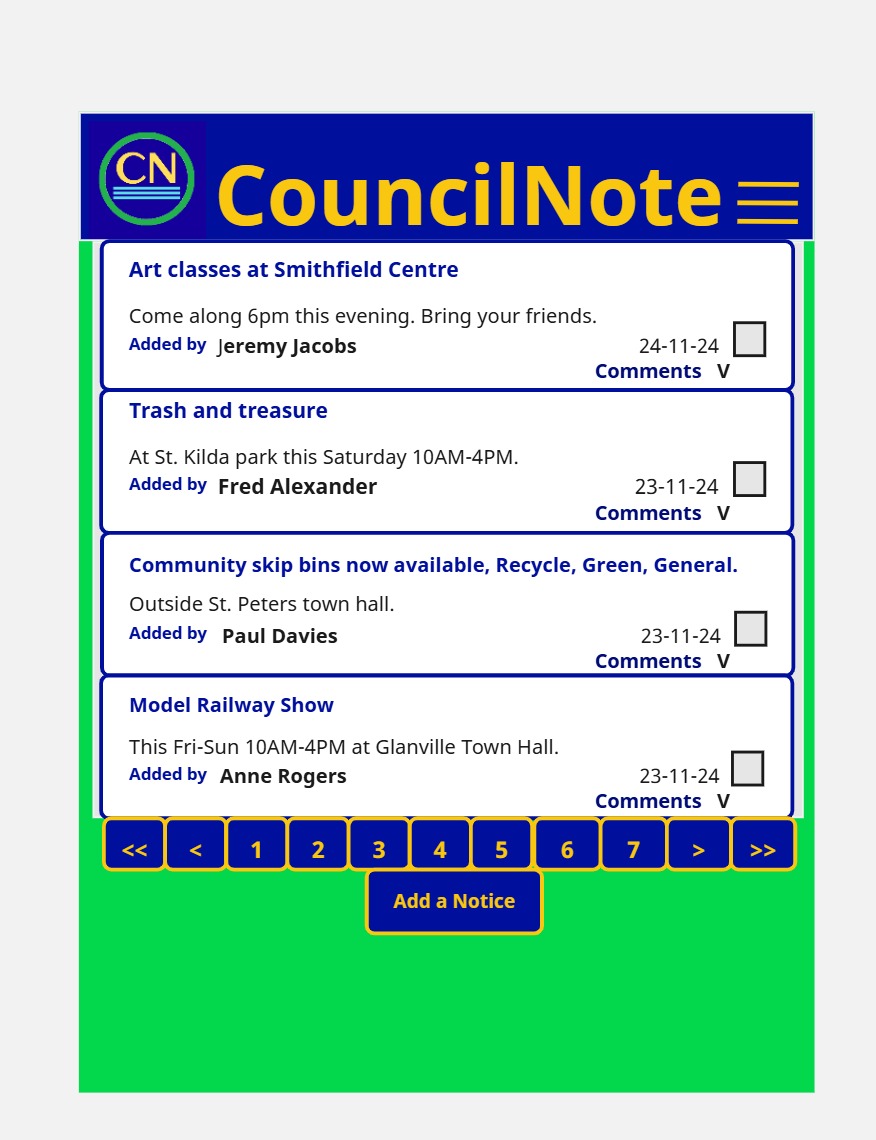 CN
CouncilNote
Art classes at Smithfield Centre
Come along 6pm this evening. Bring your friends.
Added by Jeremy Jacobs 24-11-24
Comments V
Trash and treasure
At St. Kilda park this Saturday 10AM-4PM.
Added by Fred Alexander 23-11-24
Comments V
Community skip bins now available, Recycle, Green, General.
Outside St. Peters town hall.
Added by Paul Davies 23-11-24
Comments V
Model Railway Show
This Fri-Sun 10AM-4PM at Glanville Town Hall.
Added by Anne Rogers 23-11-24
Comments V
<< < 1 2 3 4 5 6 7 > >>
Add a Notice